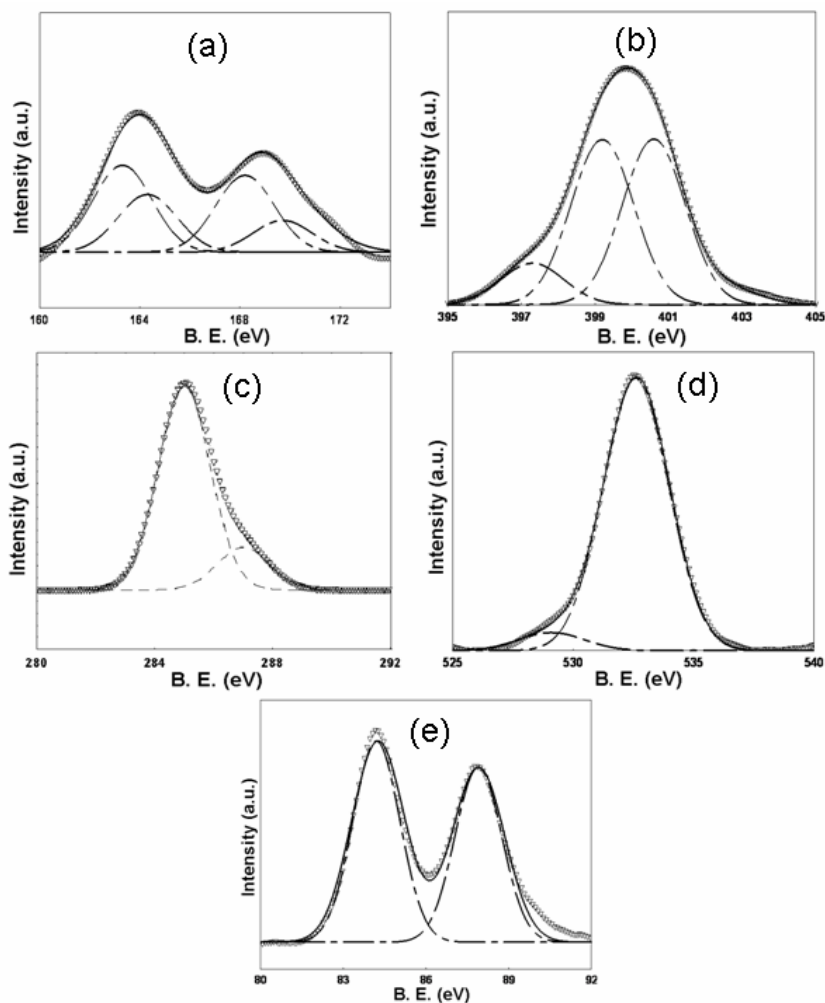 (a)
Intensity (a.u.)
160 164 168 172
B. E. (eV)
(b)
Intensity (a.u.)
395 397 399 401 403 405
B. E. (eV)
(c)
Intensity (a.u.)
280 284 288 292
B. E. (eV)
(d)
Intensity (a.u.)
525 530 535 540
B. E. (eV)
(e)
Intensity (a.u.)
80 83 86 89 92
B. E. (eV)